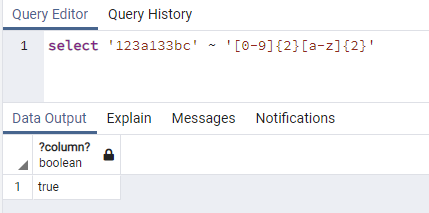 Query Editor Query History
1 select '123a133bc' ~ '[0-9]{2}[a-z]{2}'
Data Output Explain Messages Notifications
?column?
boolean
1 true